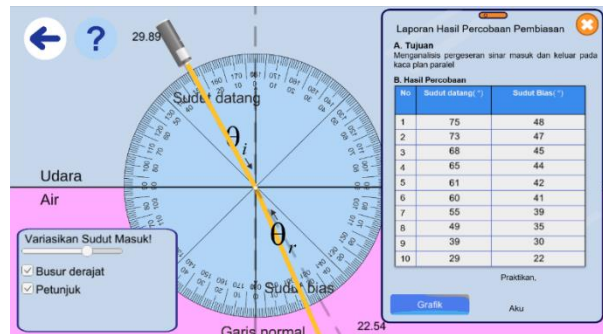 ?
29.89
Sudut datang
θi
Udara
Air
Variasikan Sudut Masuk!
Busur derajat
Petunjuk
θr
Sudut bias
22.54
Garis normal
Laporan Hasil Percobaan Pembiasan
A. Tujuan
Menganalisis pergeseran sinar masuk dan keluar pada
kaca plan paralel
B. Hasil Percobaan
No Sudut datang(°) Sudut Bias(°)
1 75 48
2 73 47
3 68 45
4 65 44
5 61 42
6 60 41
7 55 39
8 49 35
9 39 30
10 29 22
Praktikan,
Grafik
Aku